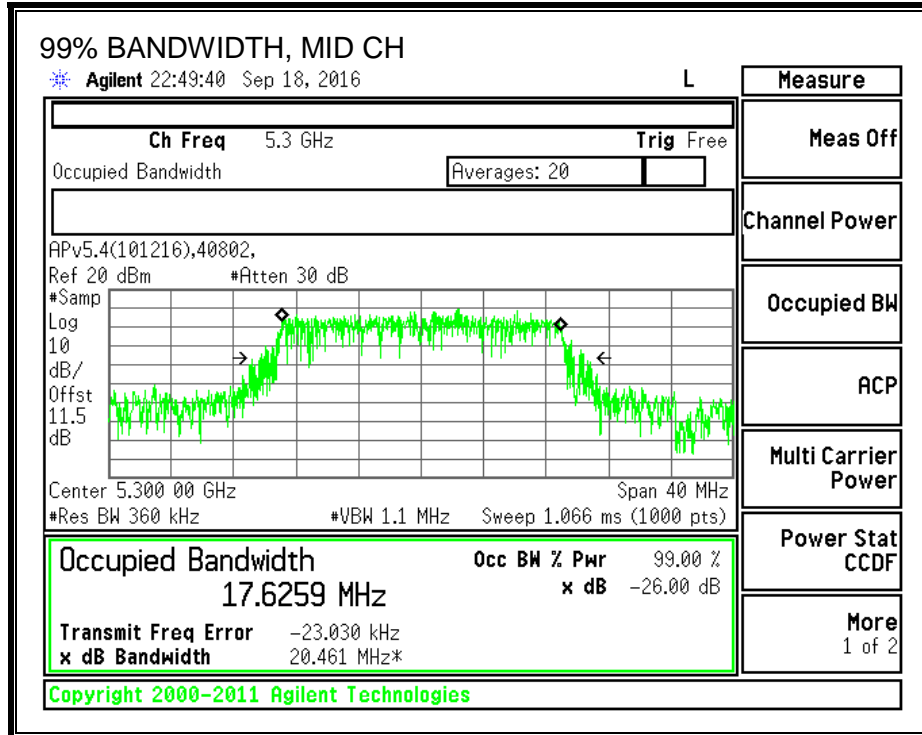 99% BANDWIDTH, MID CH
Agilent 22:49:40 Sep 18, 2016 L
Measure
Ch Freq 5.3 GHz Trig Free
Meas Off
Occupied Bandwidth Averages: 20
Channel Power
APv5.4(101216),40802,
Ref 20 dBm #Atten 30 dB
#Samp
Log
10
dB/
Offst
11.5
dB
Occupied BW
ACP
Multi Carrier
Power
Center 5.300 00 GHz Span 40 MHz
#Res BW 360 kHz #VBW 1.1 MHz Sweep 1.066 ms (1000 pts)
Power Stat
CCDF
Occupied Bandwidth Occ BW % Pwr 99.00 %
17.6259 MHz x dB -26.00 dB
Transmit Freq Error -23.030 kHz
x dB Bandwidth 20.461 MHz*
More
1 of 2
Copyright 2000-2011 Agilent Technologies